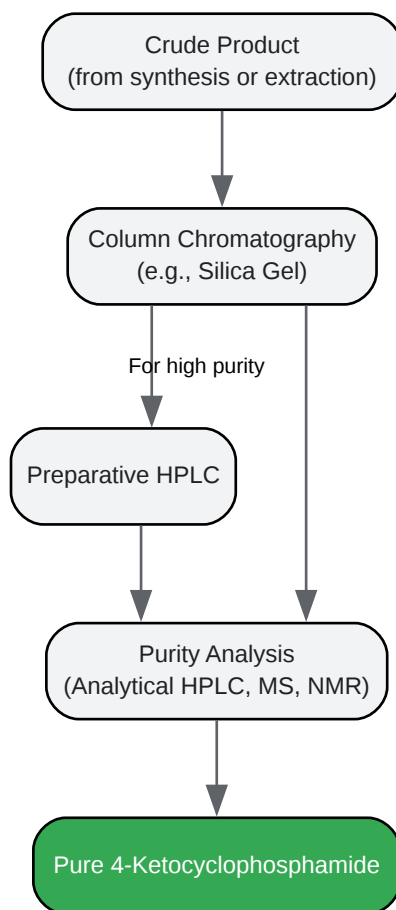 Crude Product
(from synthesis or extraction)
Column Chromatography
(e.g., Silica Gel)
For high purity
Preparative HPLC
Purity Analysis
(Analytical HPLC, MS, NMR)
Pure 4-Ketocyclophosphamide